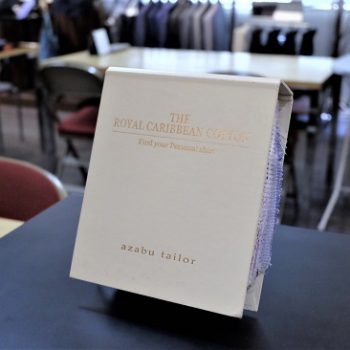 THE
ROYAL CARIBBEAN COTTON
Find your Personal shirt
azabu tailor